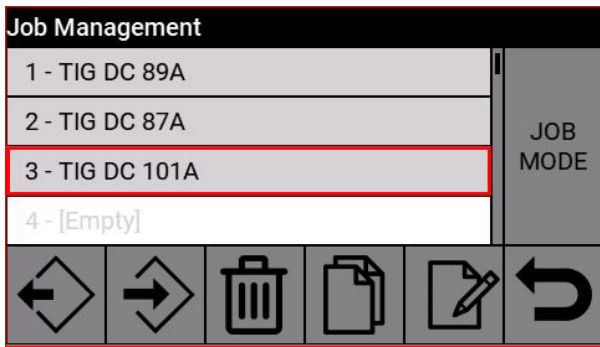 Job Management
1 - TIG DC 89A
2 - TIG DC 87A
3 - TIG DC 101A
4 - [Empty]
JOB
MODE